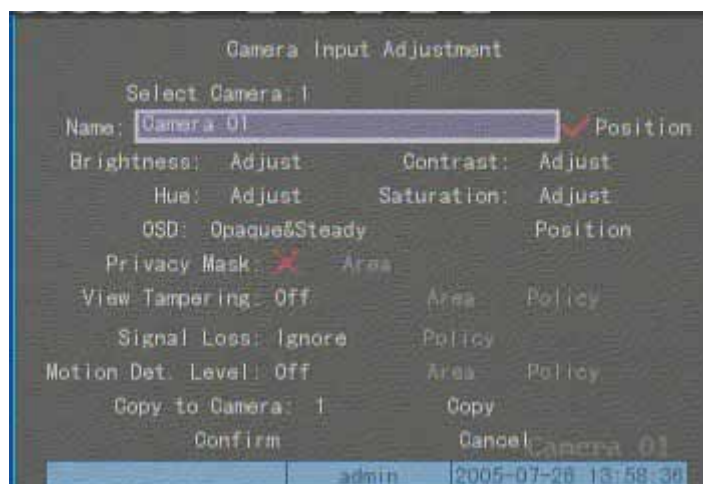 Camera Input Adjustment
Select Camera: 1
Name: Camera 01 Position
Brightness: Adjust Contrast: Adjust
Hue: Adjust Saturation: Adjust
OSD: Opaque&Steady Position
Privacy Mask: Area
View Tampering: Off Area Policy
Signal Loss: Ignore Policy
Motion Det. Level: Off Area Policy
Copy to Camera: 1 Copy
Confirm Cancel
Camera 01
admin 2005-07-26 13:58:36